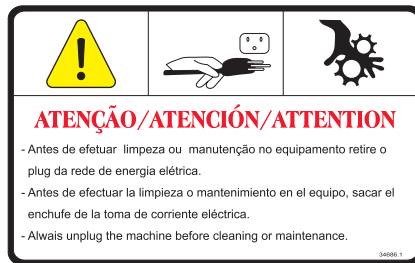 ATENÇÃO/ATENCIÓN/ATTENTION
- Antes de efetuar limpeza ou manutenção no equipamento retire o
plug da rede de energia elétrica.
- Antes de efectuar la limpieza o mantenimiento en el equipo, sacar el
enchufe de la toma de corriente eléctrica.
- Alwais unplug the machine before cleaning or maintenance.
34686.1